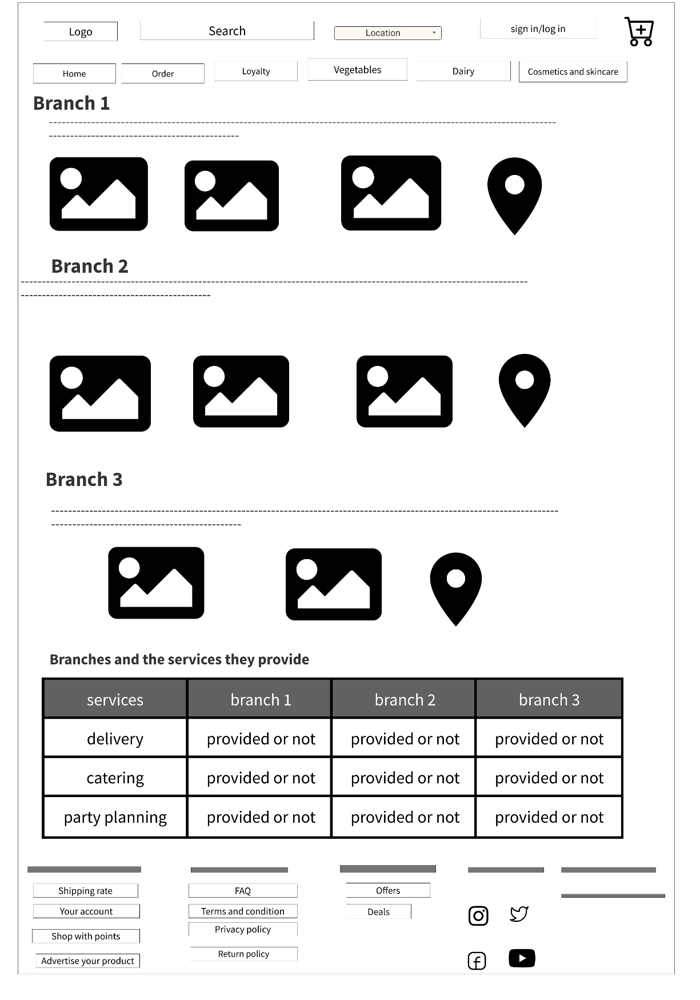 Logo
Search
Location
sign in/log in
Home
Order
Loyalty
Vegetables
Dairy
Cosmetics and skincare
Branch 1
Branch 2
Branch 3
Branches and the services they provide
services branch 1 branch 2 branch 3
delivery provided or not provided or not provided or not
catering provided or not provided or not provided or not
party planning provided or not provided or not provided or not
Shipping rate
Your account
Shop with points
Advertise your product
FAQ
Terms and condition
Privacy policy
Return policy
Offers
Deals